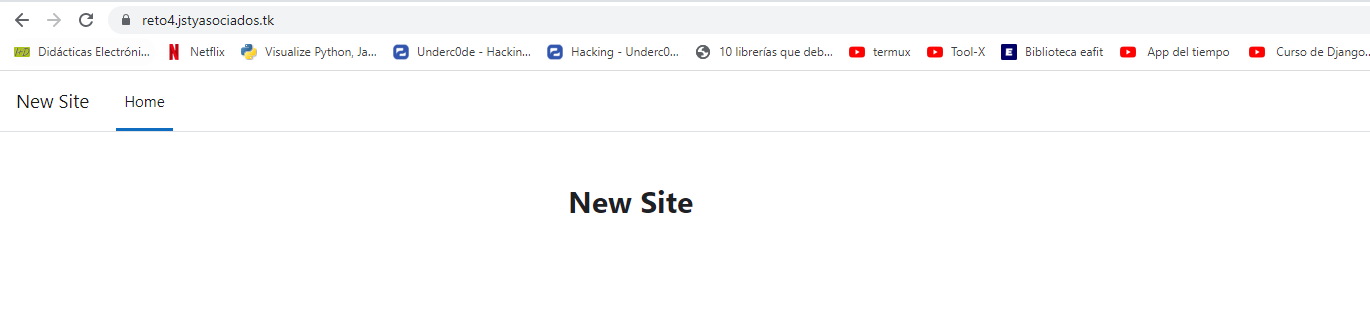 reto4.jstyasociados.tk
Didácticas Electróni... Netflix Visualize Python, Ja... Underc0de - Hackin... Hacking - Underc0... 10 librerías que deb... termux Tool-X Biblioteca eafit App del tiempo Curso de Django...
New Site Home
New Site